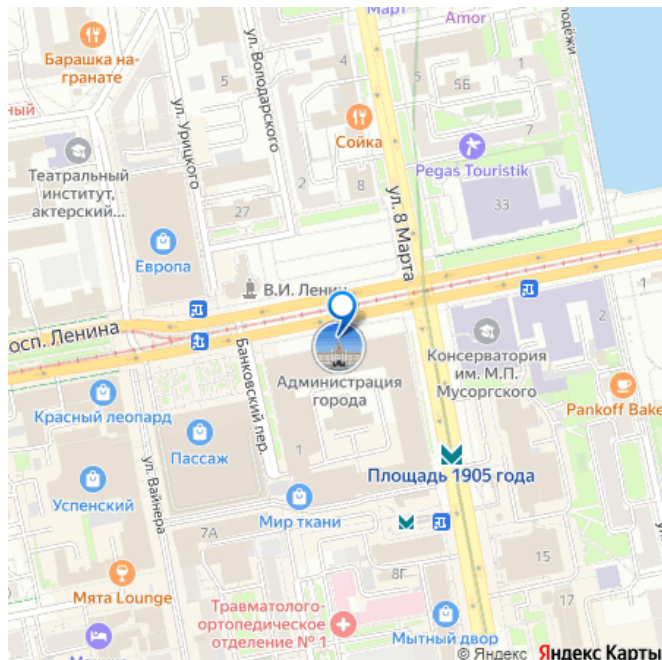 Март
Amor
Барашка на-
гранате
ул. Володарского
5
4
5Б
1
ный
ул. Урицкого
Сойка
Pegas Touristik
Театральный
институт,
актерский...
1
2
8
27
33
ул. 8 Марта
Европа
В.И. Ленин
осп. Ленина
2
1
Банковский пер.
Администрация
города
Консерватория
им. М.П.
Мусоргского
Красный леопард
Pankoff Bake
Пассаж
1
Площадь 1905 года
ул. Вайнера
Успенский
Мир ткани
7А
15
8Г
Мята Lounge
Травматолого-
ортопедическое
отделение № 1
17
1
Мытный двор
© Яндекс Яндекс Карты